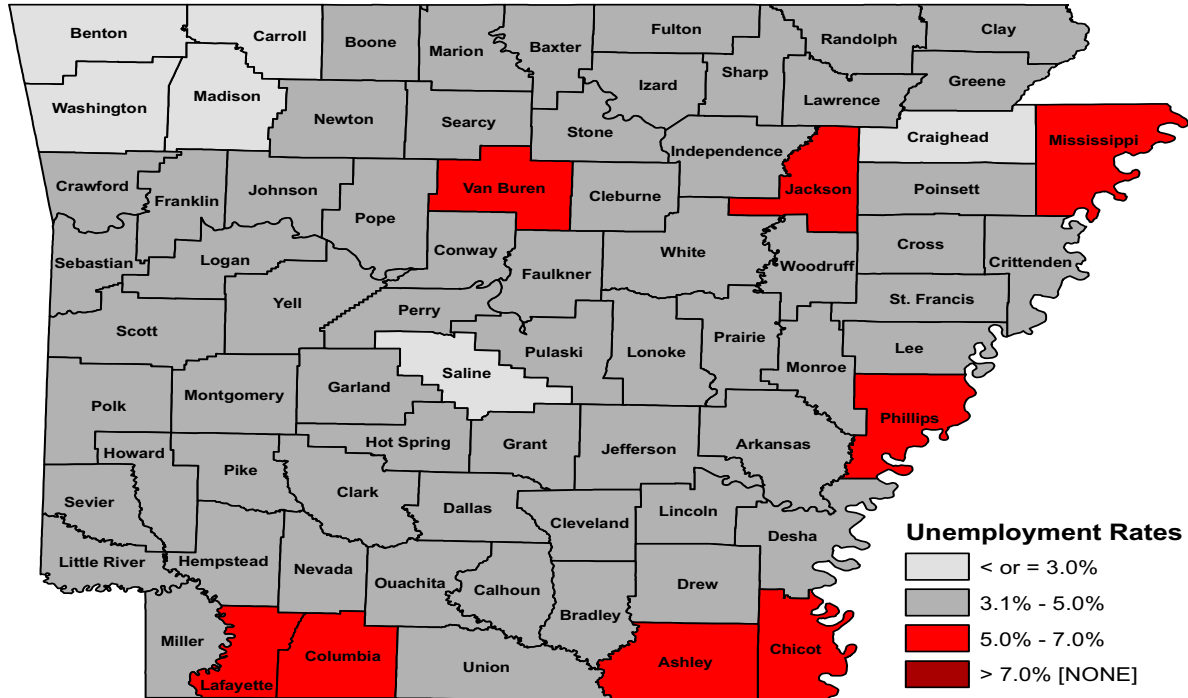 Benton
Carroll
Boone
Marion
Baxter
Fulton
Randolph
Clay
Washington
Madison
Newton
Searcy
Stone
Izard
Sharp
Lawrence
Greene
Independence
Craighead
Mississippi
Crawford
Franklin
Johnson
Pope
Van Buren
Cleburne
Jackson
Poinsett
Sebastian
Logan
Conway
Faulkner
White
Woodruff
Cross
Crittenden
Scott
Yell
Perry
Pulaski
Lonoke
Prairie
St. Francis
Monroe
Lee
Saline
Polk
Montgomery
Garland
Phillips
Howard
Pike
Hot Spring
Grant
Jefferson
Arkansas
Sevier
Clark
Dallas
Cleveland
Lincoln
Desha
Little River
Hempstead
Nevada
Ouachita
Calhoun
Bradley
Drew
Miller
Lafayette
Columbia
Union
Ashley
Chicot
Unemployment Rates
< or = 3.0%
3.1% - 5.0%
5.0% - 7.0%
> 7.0% [NONE]